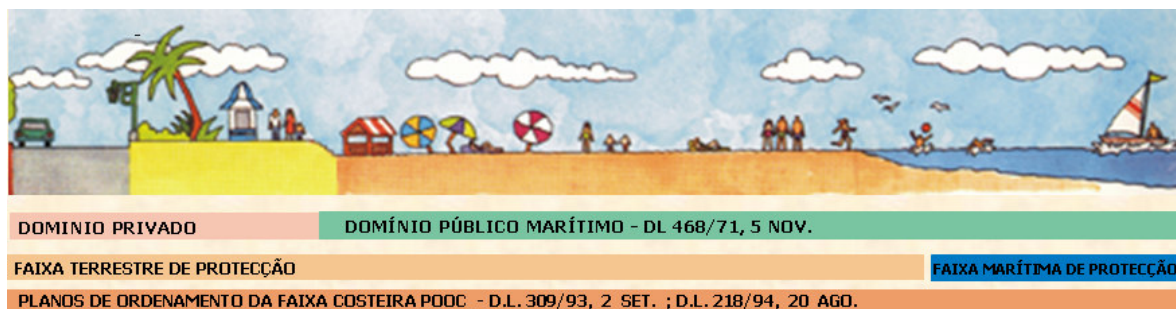 DOMINIO PRIVADO
DOMÍNIO PÚBLICO MARÍTIMO - DL 468/71, 5 NOV.
FAIXA TERRESTRE DE PROTECÇÃO
FAIXA MARÍTIMA DE PROTECÇÃO
PLANOS DE ORDENAMENTO DA FAIXA COSTEIRA POOC - D.L. 309/93, 2 SET. ; D.L. 218/94, 20 AGO.